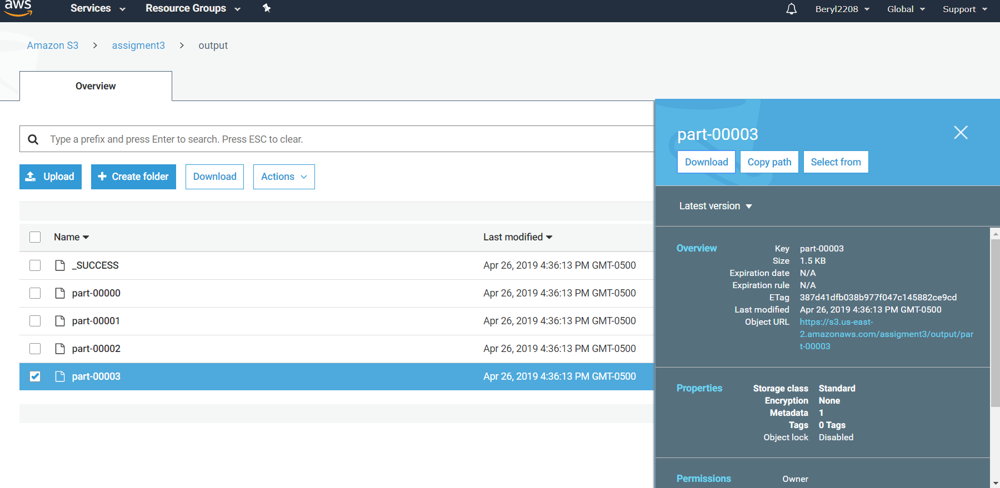 aws
Services
Resource Groups
Beryl2208
Global
Support
Amazon S3 > assigment3 > output
Overview
Type a prefix and press Enter to search. Press ESC to clear.
Upload
+ Create folder
Download
Actions
Name
Last modified
_SUCCESS
Apr 26, 2019 4:36:13 PM GMT-0500
part-00000
Apr 26, 2019 4:36:13 PM GMT-0500
part-00001
Apr 26, 2019 4:36:13 PM GMT-0500
part-00002
Apr 26, 2019 4:36:13 PM GMT-0500
part-00003
Apr 26, 2019 4:36:13 PM GMT-0500
part-00003
Download
Copy path
Select from
Latest version
Overview
Key part-00003
Size 1.5 KB
Expiration date N/A
Expiration rule N/A
ETag 387d41dfb038b977f047c145882ce9cd
Last modified Apr 26, 2019 4:36:13 PM GMT-0500
Object URL https://s3.us-east-
2.amazonaws.com/assigment3/output/par
t-00003
Properties
Storage class Standard
Encryption None
Metadata 1
Tags 0 Tags
Object lock Disabled
Permissions
Owner